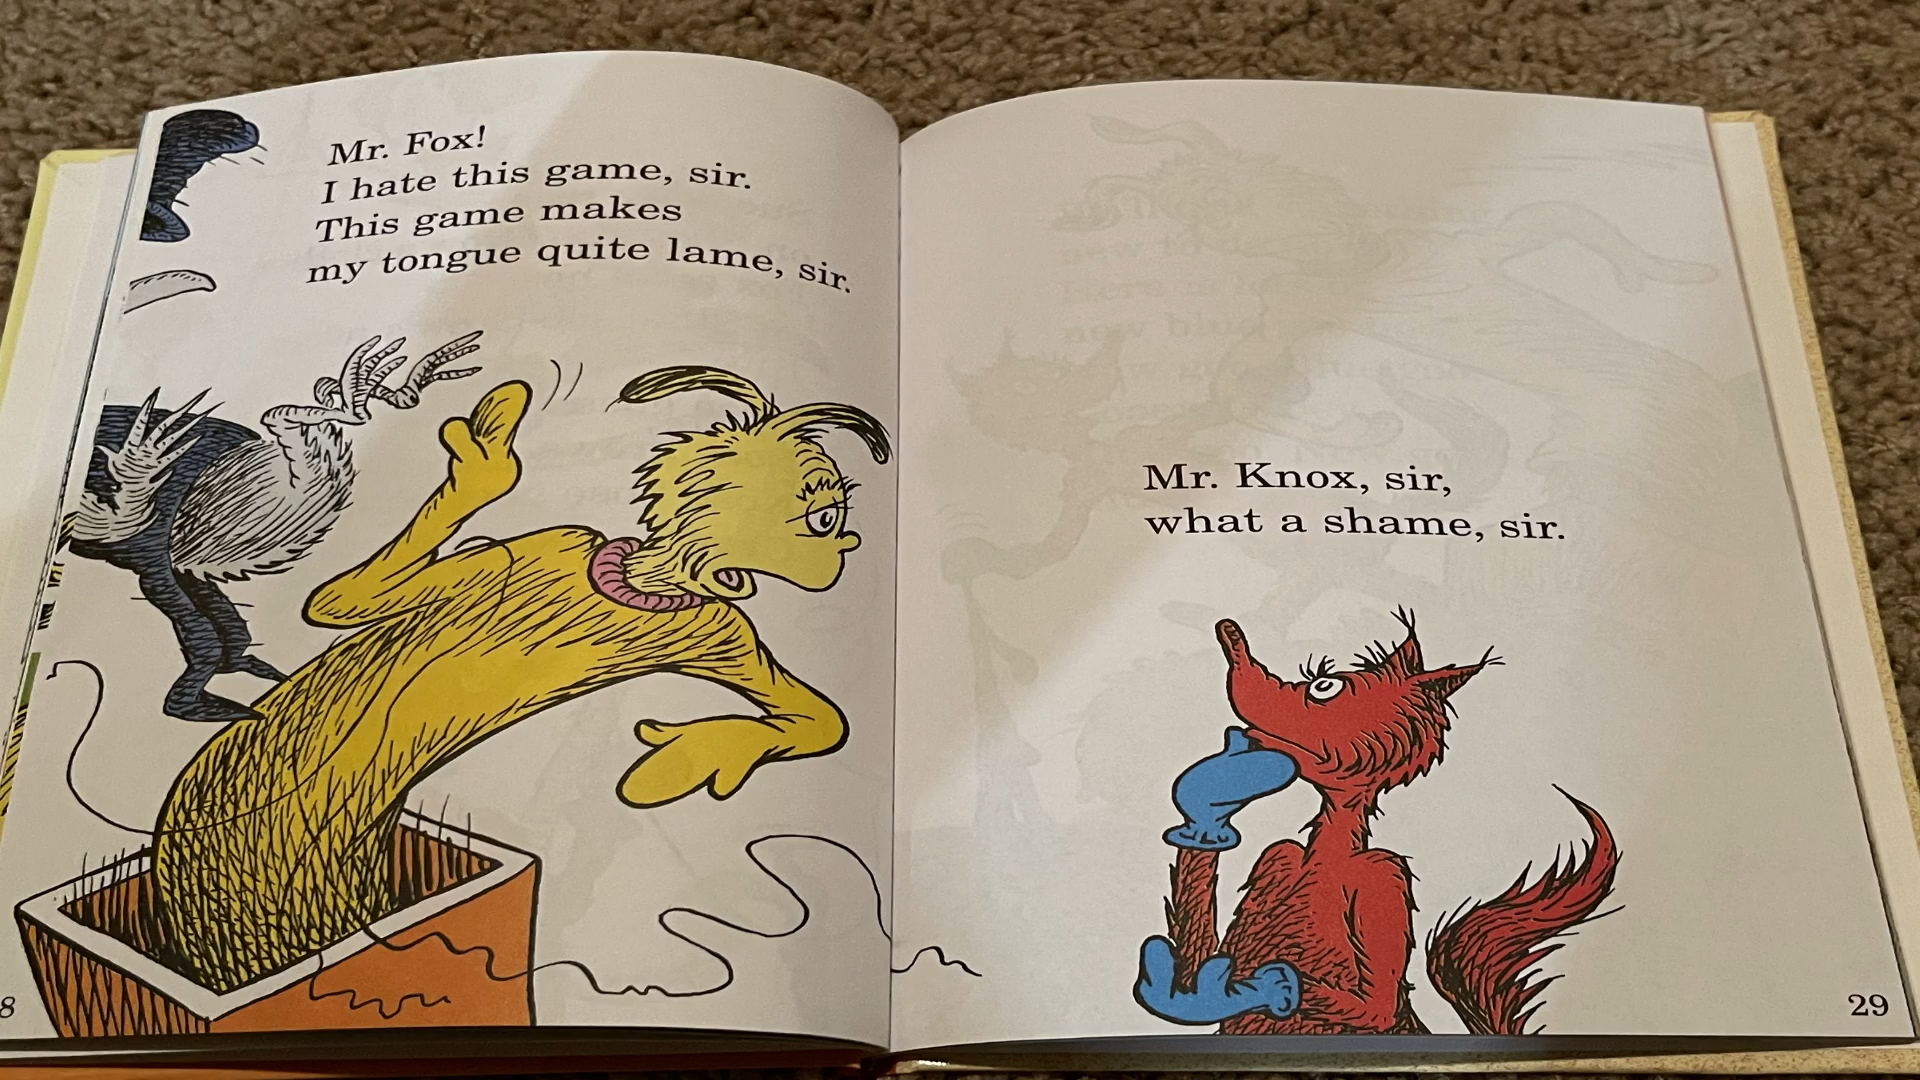 Mr. Fox!
I hate this game, sir.
This game makes
my tongue quite lame, sir.
8
Mr. Knox, sir,
what a shame, sir.
29